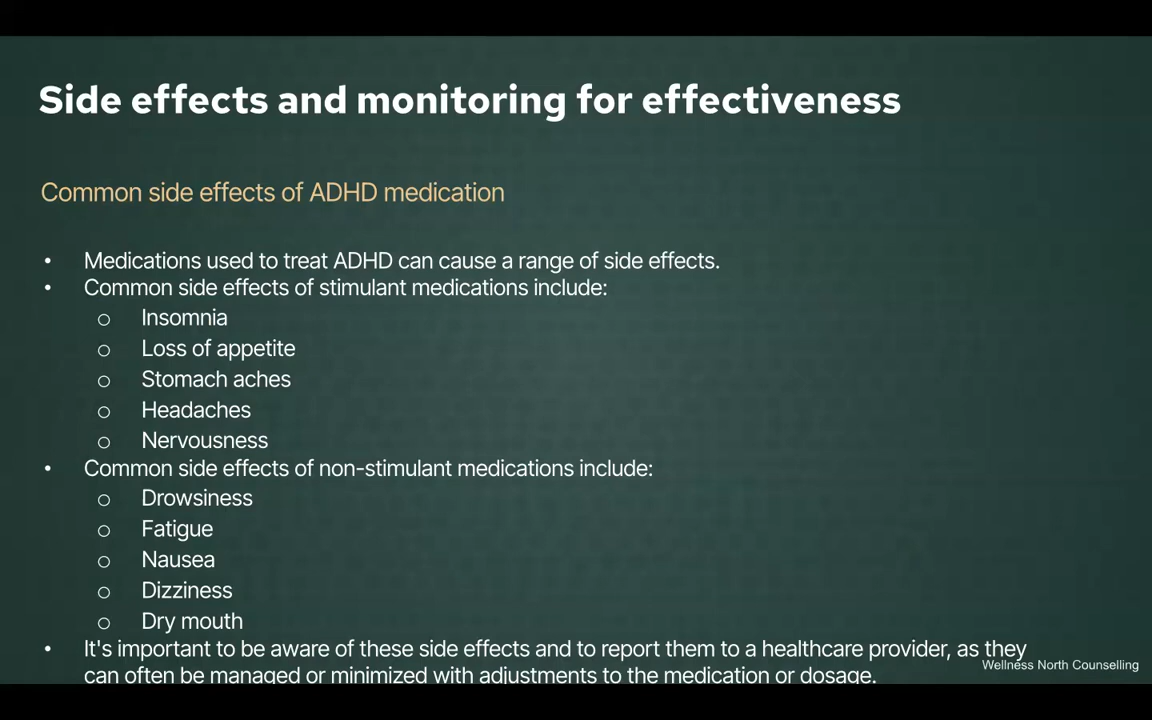 Side effects and monitoring for effectiveness
Common side effects of ADHD medication
• Medications used to treat ADHD can cause a range of side effects.
• Common side effects of stimulant medications include:
o Insomnia
o Loss of appetite
o Stomach aches
o Headaches
o Nervousness
• Common side effects of non-stimulant medications include:
o Drowsiness
o Fatigue
o Nausea
o Dizziness
o Dry mouth
• It's important to be aware of these side effects and to report them to a healthcare provider, as they
can often be managed or minimized with adjustments to the medication or dosage.
Wellness North Counselling